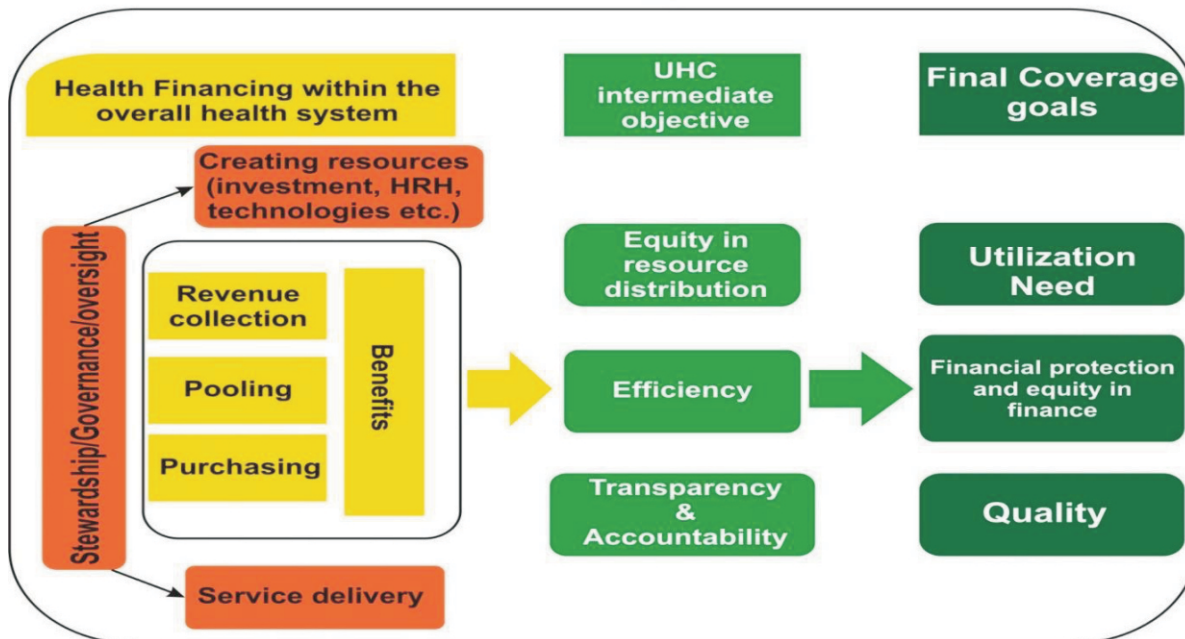 Health Financing within the
overall health system
UHC
intermediate
objective
Final Coverage
goals
Creating resources
(investment, HRH,
technologies etc.)
Stewardship/Governance/oversight
Revenue
collection
Pooling
Purchasing
Benefits
Service delivery
Equity in
resource
distribution
Efficiency
Transparency
&
Accountability
Utilization
Need
Financial protection
and equity in
finance
Quality